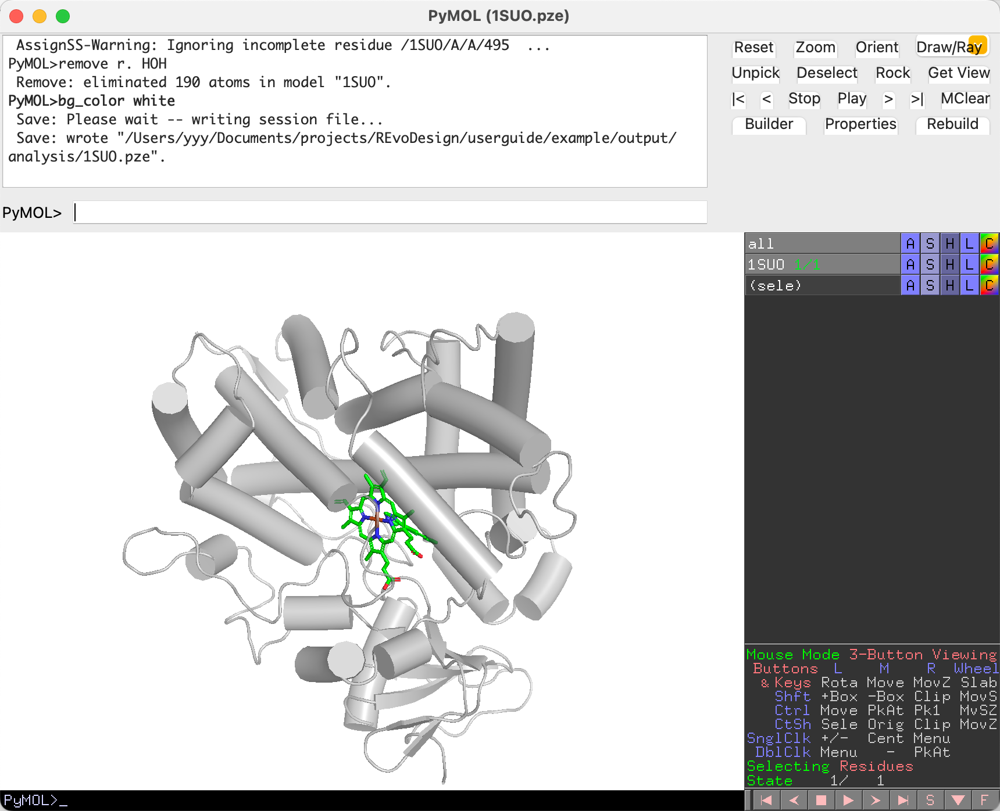 PyMOL (1SUO.pze)
AssignSS-Warning: Ignoring incomplete residue /1SUO/A/A/495  ...
PyMOL>remove r. HOH
Remove: eliminated 190 atoms in model "1SUO".
PyMOL>bg_color white
Save: Please wait -- writing session file...
Save: wrote "/Users/yyy/Documents/projects/REvoDesign/userguide/example/output/
analysis/1SUO.pze".
Reset Zoom Orient Draw/Ray
Unpick Deselect Rock Get View
|< < Stop Play > >| MClear
Builder Properties Rebuild
PyMOL>
all A S H L C
1SUO 1/1 A S H L C
(sele) A S H L C
Mouse Mode 3-Button Viewing
Buttons L M R Wheel
& Keys Rota Move MovZ Slab
Shft +Box -Box Clip MovS
Ctrl Move PkAt Pk1 MvSZ
CtSh Sele Orig Clip MovZ
SnglClk +/- Cent Menu
DblClk Menu - PkAt
Selecting Residues
State 1/ 1
PyMOL>_
S F